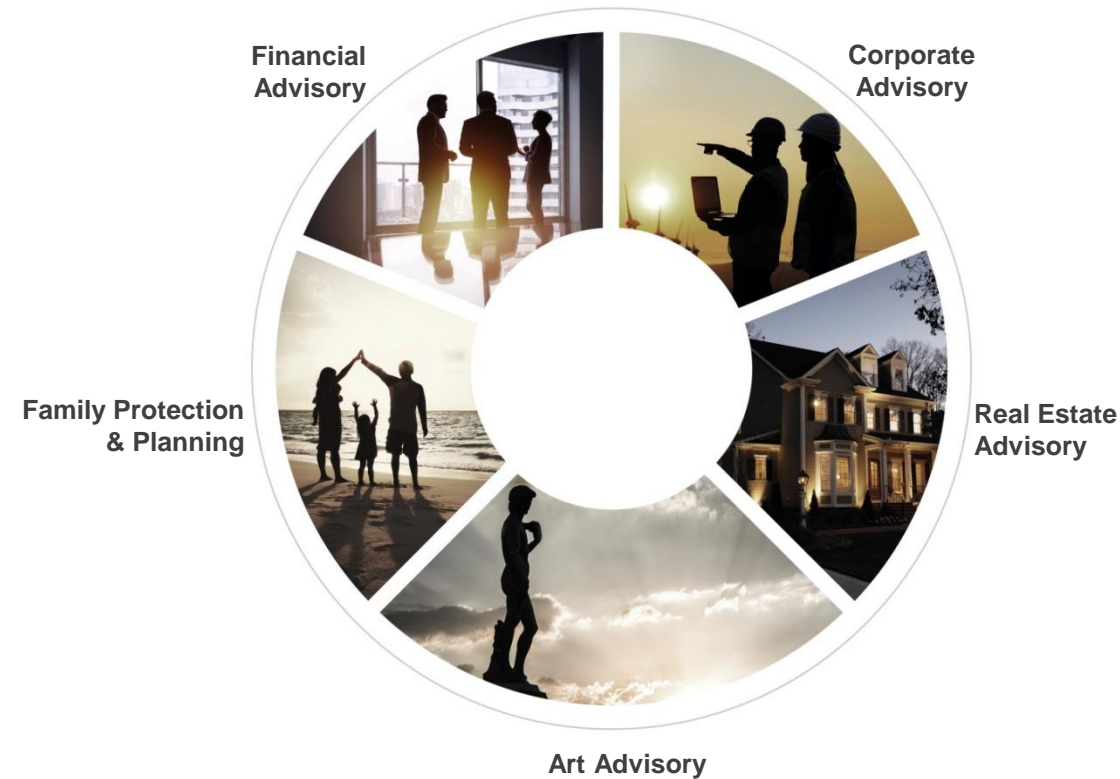 Financial
Advisory
Corporate
Advisory
Family Protection
& Planning
Real Estate
Advisory
Art Advisory